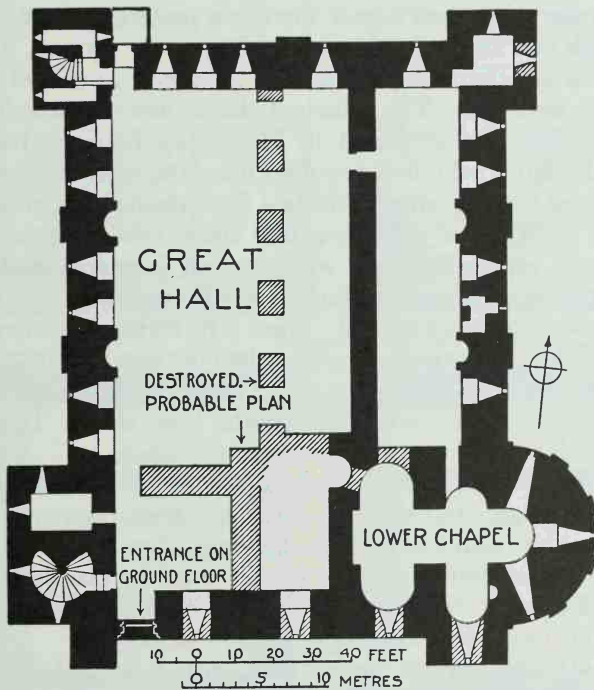 GREAT
HALL
DESTROYED.→
PROBABLE PLAN
LOWER CHAPEL
ENTRANCE ON
GROUND FLOOR
10 0 10 20 30 40 FEET
0 5 10 METRES